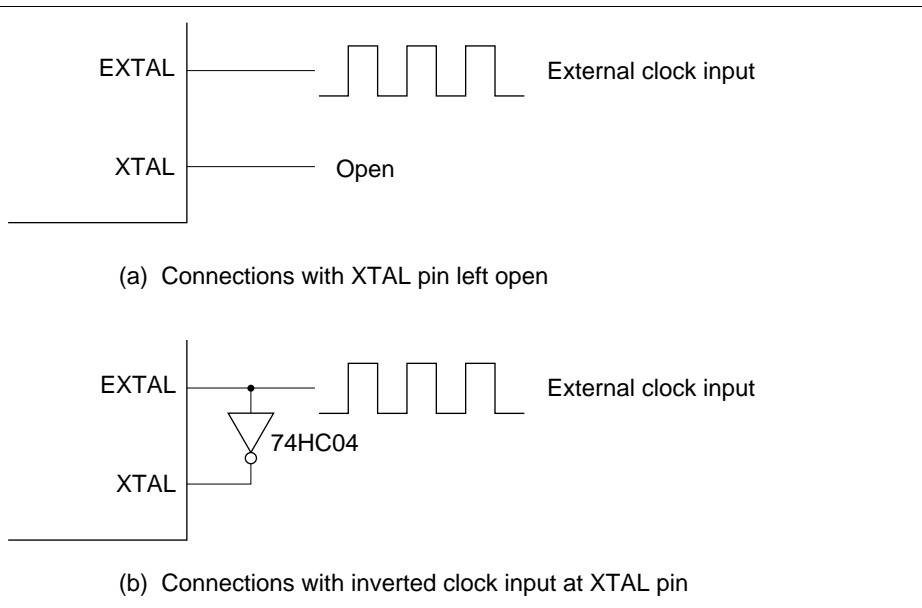 EXTAL
External clock input
XTAL
Open
(a) Connections with XTAL pin left open
EXTAL
External clock input
74HC04
XTAL
(b) Connections with inverted clock input at XTAL pin